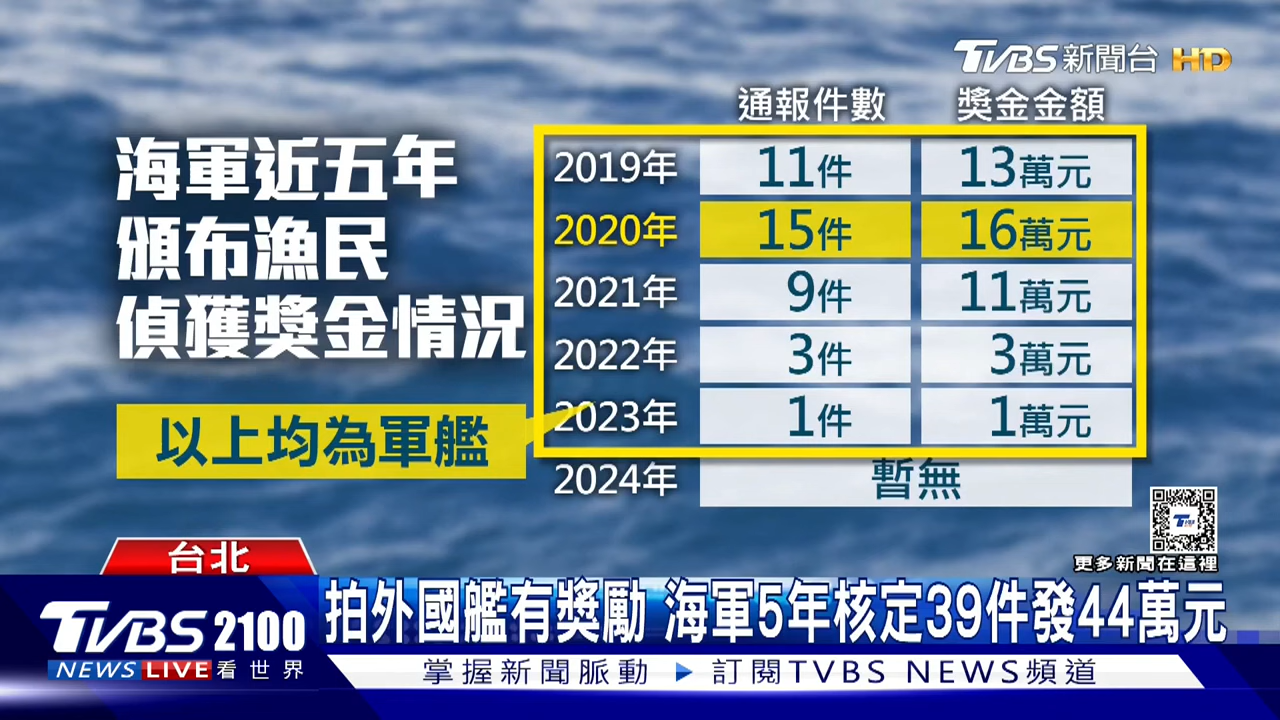 TVBS新聞台 HD
海軍近五年
頒布漁民
偵獲獎金情況
以上均為軍艦
通報件數 獎金金額
2019年 11件 13萬元
2020年 15件 16萬元
2021年 9件 11萬元
2022年 3件 3萬元
2023年 1件 1萬元
2024年 暫無
TVBS
更多新聞在這裡
台北
拍外國艦有獎勵 海軍5年核定39件發44萬元
TVBS 2100
NEWS LIVE 看世界
掌握新聞脈動 ▶ 訂閱TVBS NEWS頻道